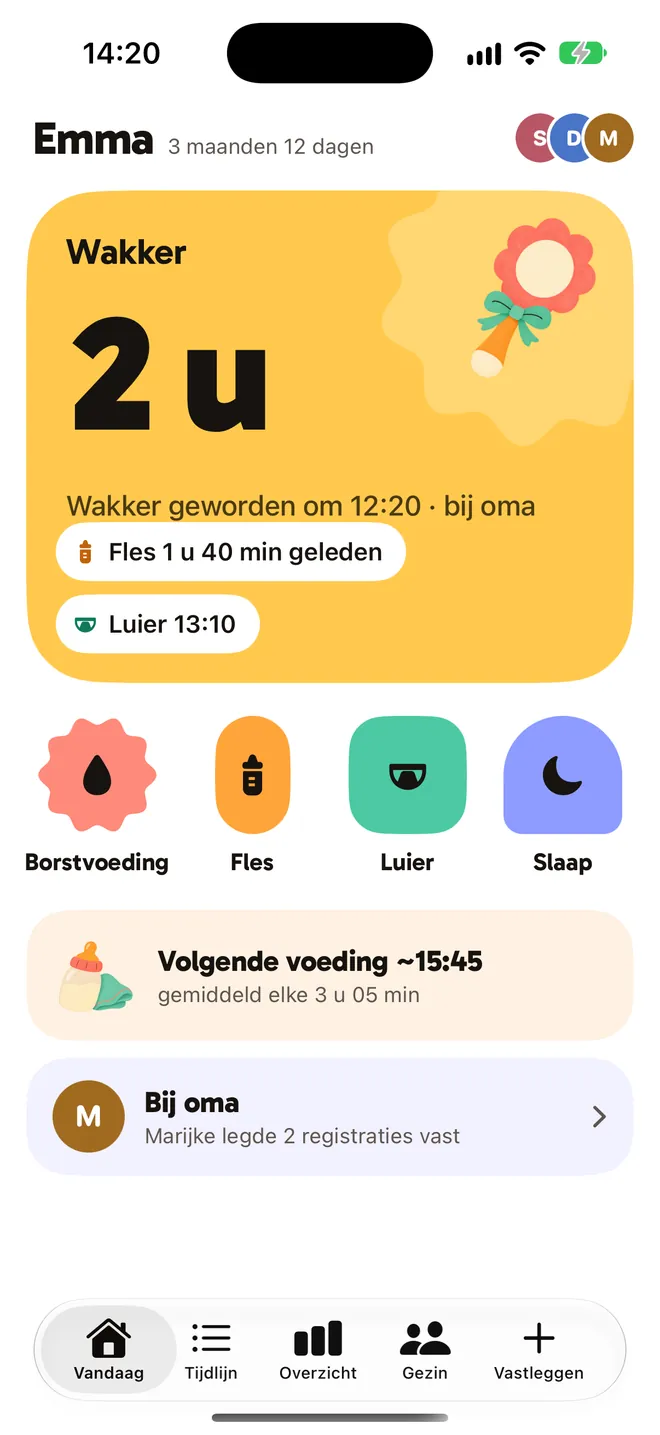 14:20
Emma 3 maanden 12 dagen
S D M
Wakker
2 u
Wakker geworden om 12:20 · bij oma
Fles 1 u 40 min geleden
Luier 13:10
Borstvoeding Fles Luier Slaap
Volgende voeding ~15:45
gemiddeld elke 3 u 05 min
M
Bij oma
Marijke legde 2 registraties vast
Vandaag Tijdlijn Overzicht Gezin Vastleggen